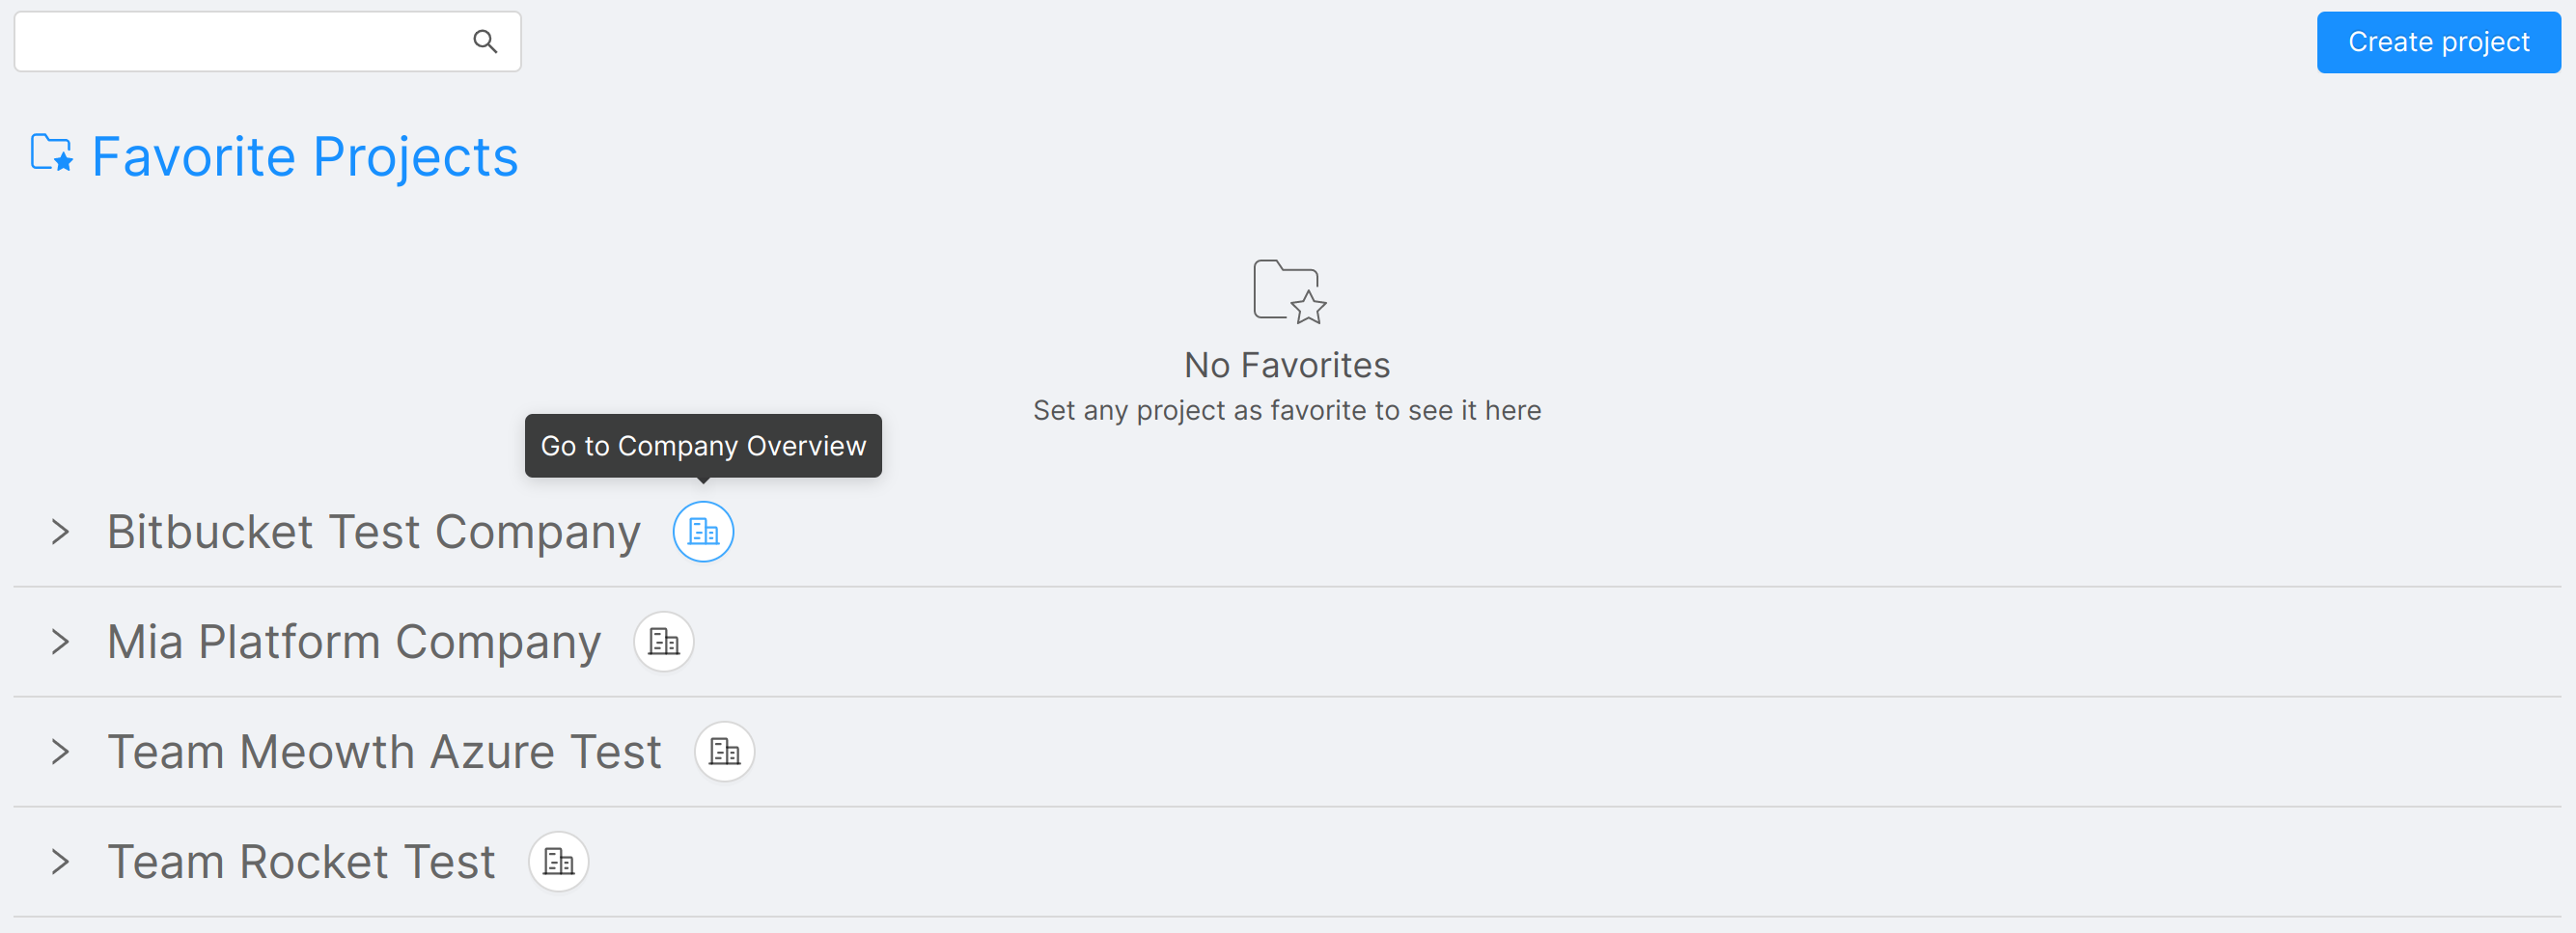 Create project
Favorite Projects
No Favorites
Set any project as favorite to see it here
Go to Company Overview
Bitbucket Test Company
Mia Platform Company
Team Meowth Azure Test
Team Rocket Test